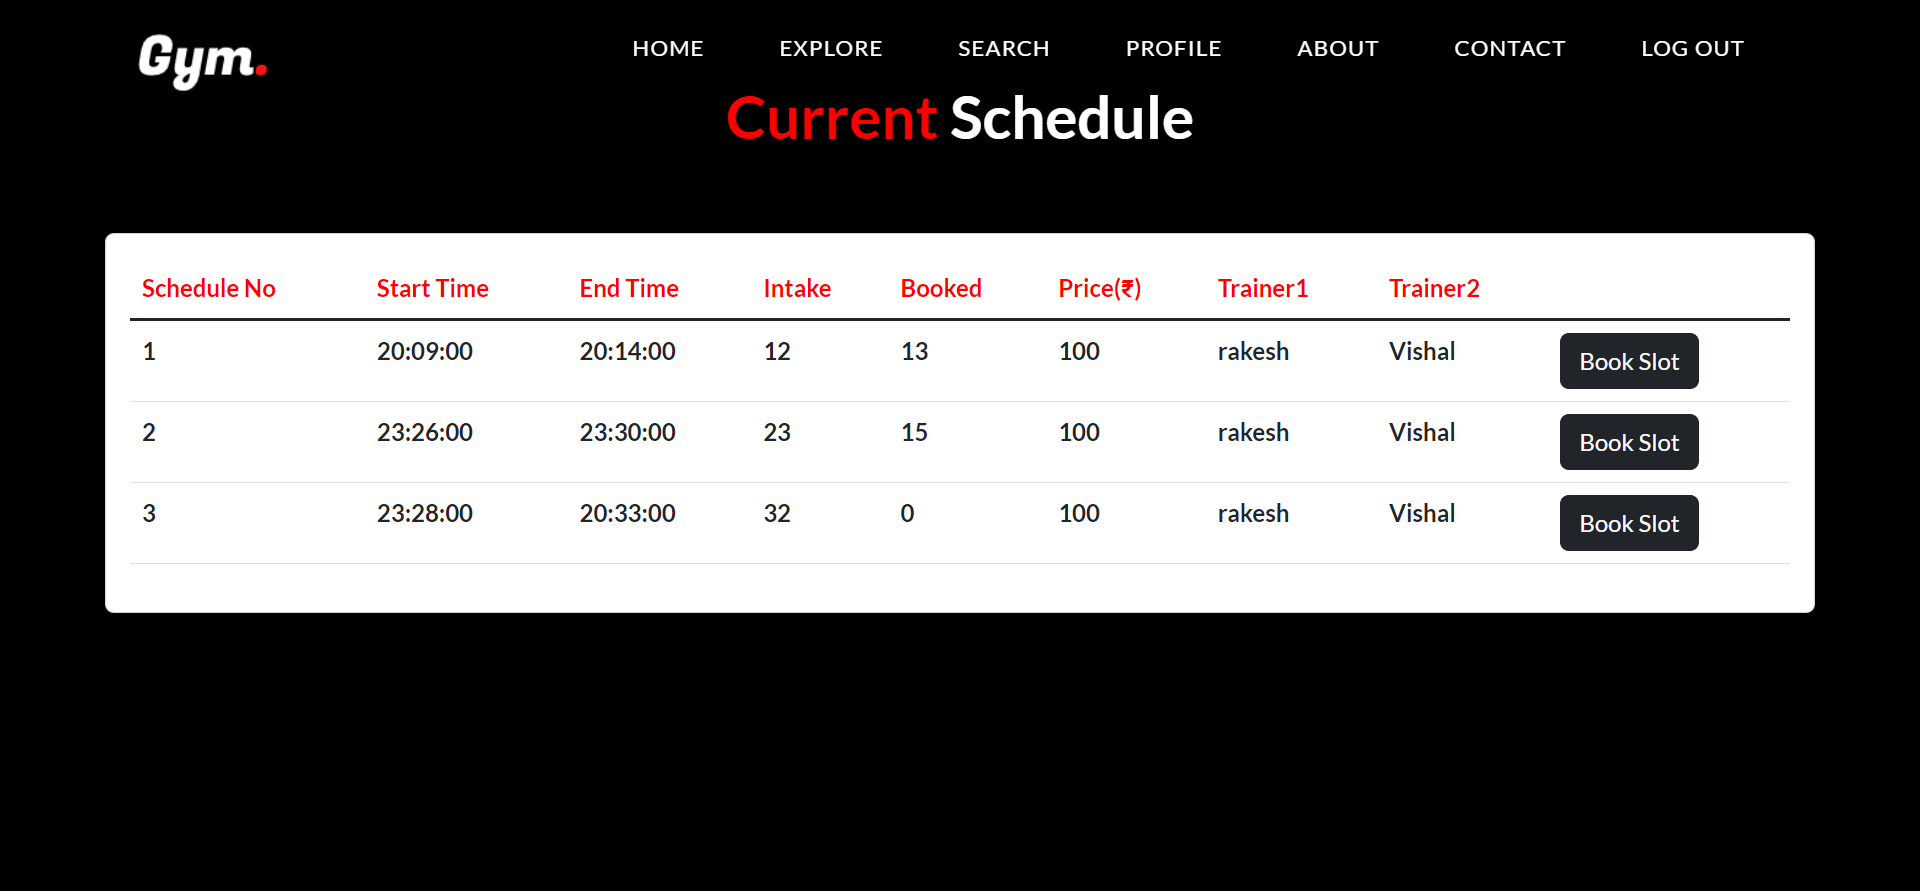 Gym.
HOME EXPLORE SEARCH PROFILE ABOUT CONTACT LOG OUT
Current Schedule
Schedule No Start Time End Time Intake Booked Price(₹) Trainer1 Trainer2
1 20:09:00 20:14:00 12 13 100 rakesh Vishal Book Slot
2 23:26:00 23:30:00 23 15 100 rakesh Vishal Book Slot
3 23:28:00 20:33:00 32 0 100 rakesh Vishal Book Slot